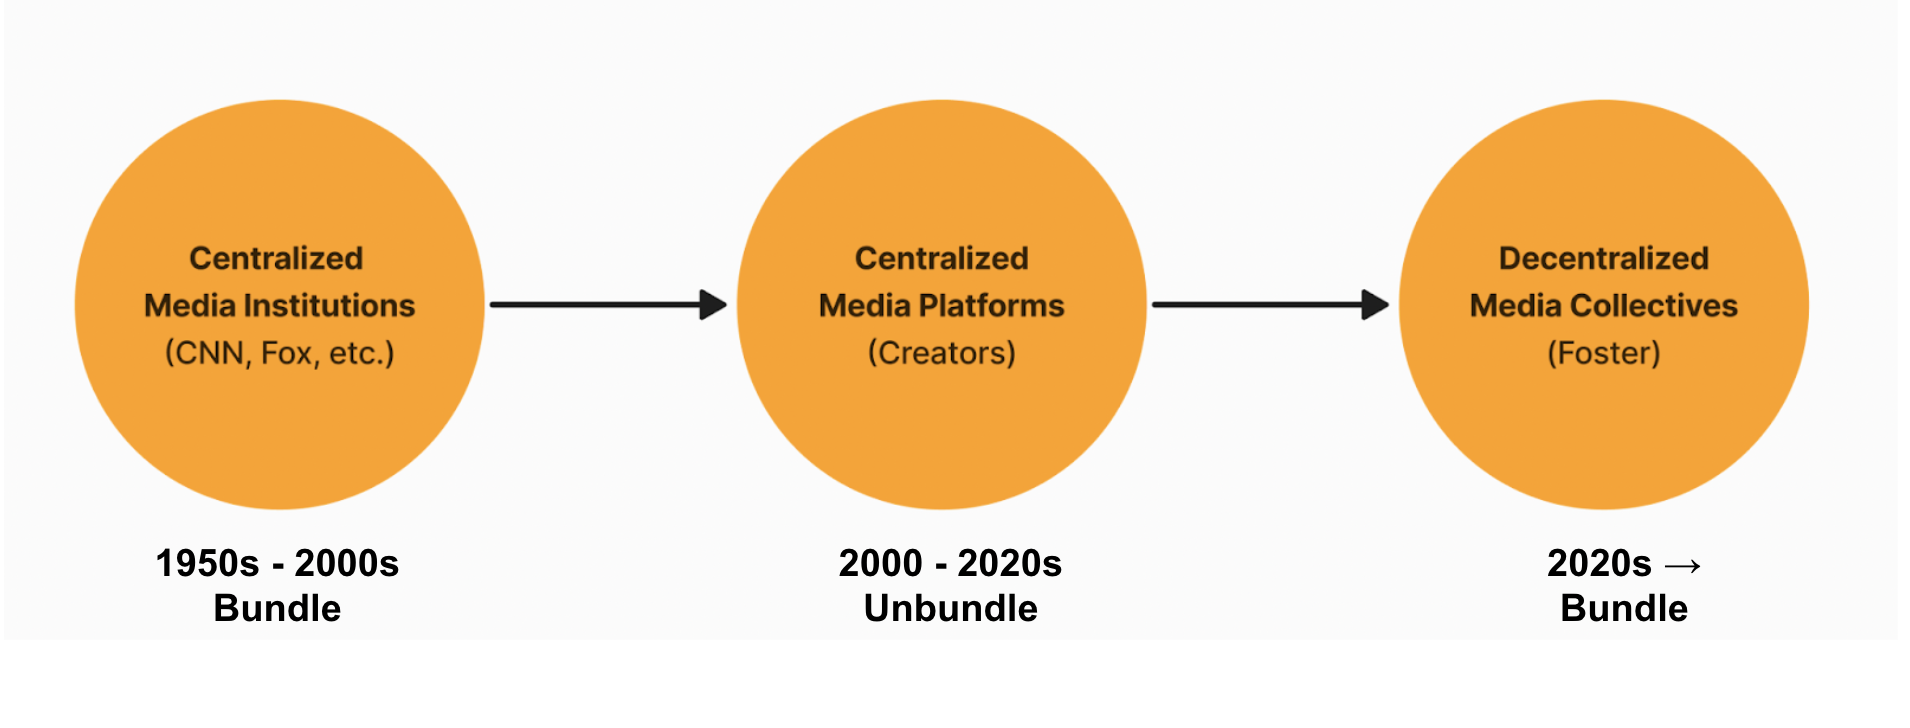 Centralized
Media Institutions
(CNN, Fox, etc.)
1950s - 2000s
Bundle
Centralized
Media Platforms
(Creators)
2000 - 2020s
Unbundle
Decentralized
Media Collectives
(Foster)
2020s →
Bundle